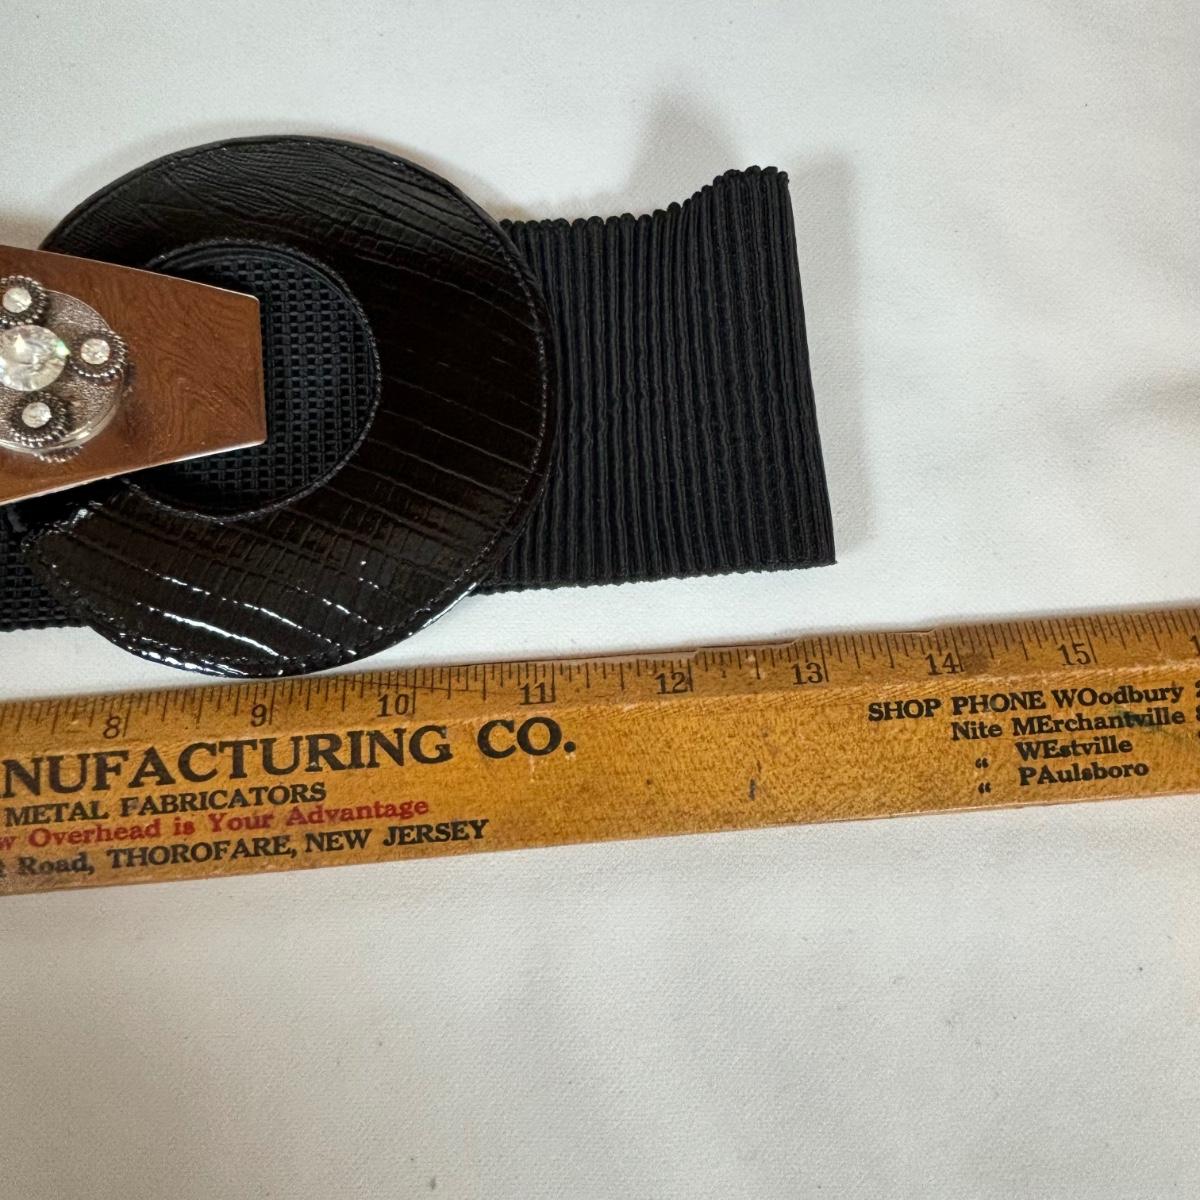 8 9 10 11 12 13 14 15
NUFACTURING CO.
METAL FABRICATORS
w Overhead is Your Advantage
Road, THOROFARE, NEW JERSEY
SHOP PHONE WOodbury
Nite MErchantville
" WEstville
" PAulsboro